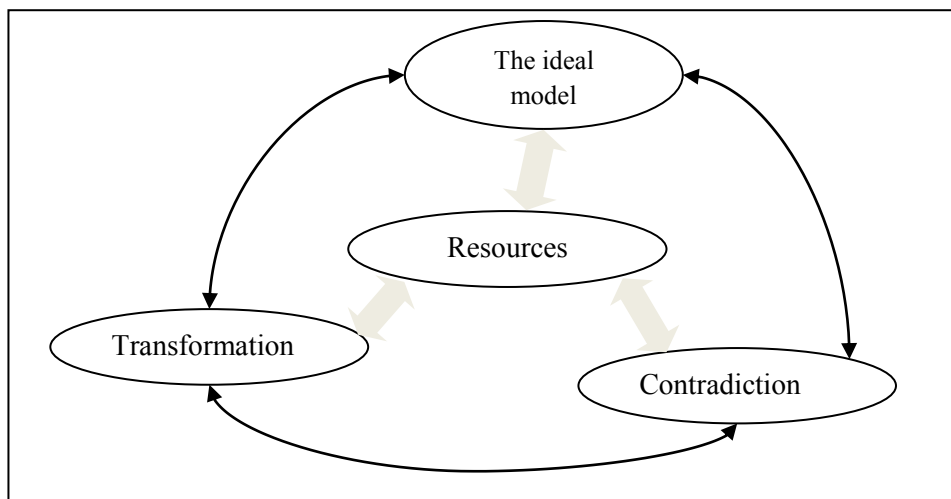 The ideal
model
Resources
Transformation
Contradiction